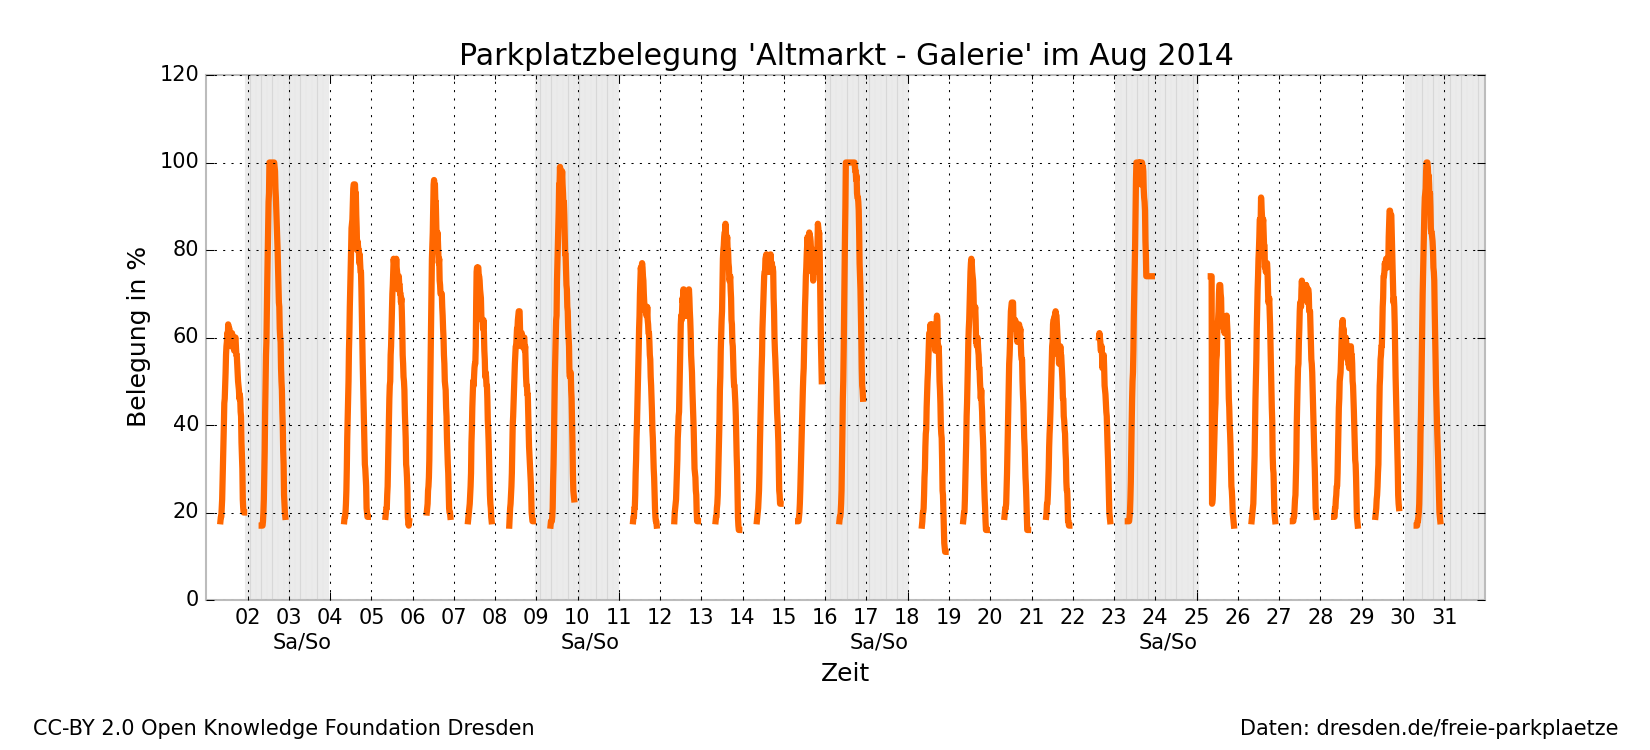 Parkplatzbelegung 'Altmarkt - Galerie' im Aug 2014
120
100
80
60
40
20
0
Belegung in %
02 03 04 05 06 07 08 09 10 11 12 13 14 15 16 17 18 19 20 21 22 23 24 25 26 27 28 29 30 31
Sa/So Sa/So Sa/So Sa/So
Zeit
CC-BY 2.0 Open Knowledge Foundation Dresden
Daten: dresden.de/freie-parkplaetze